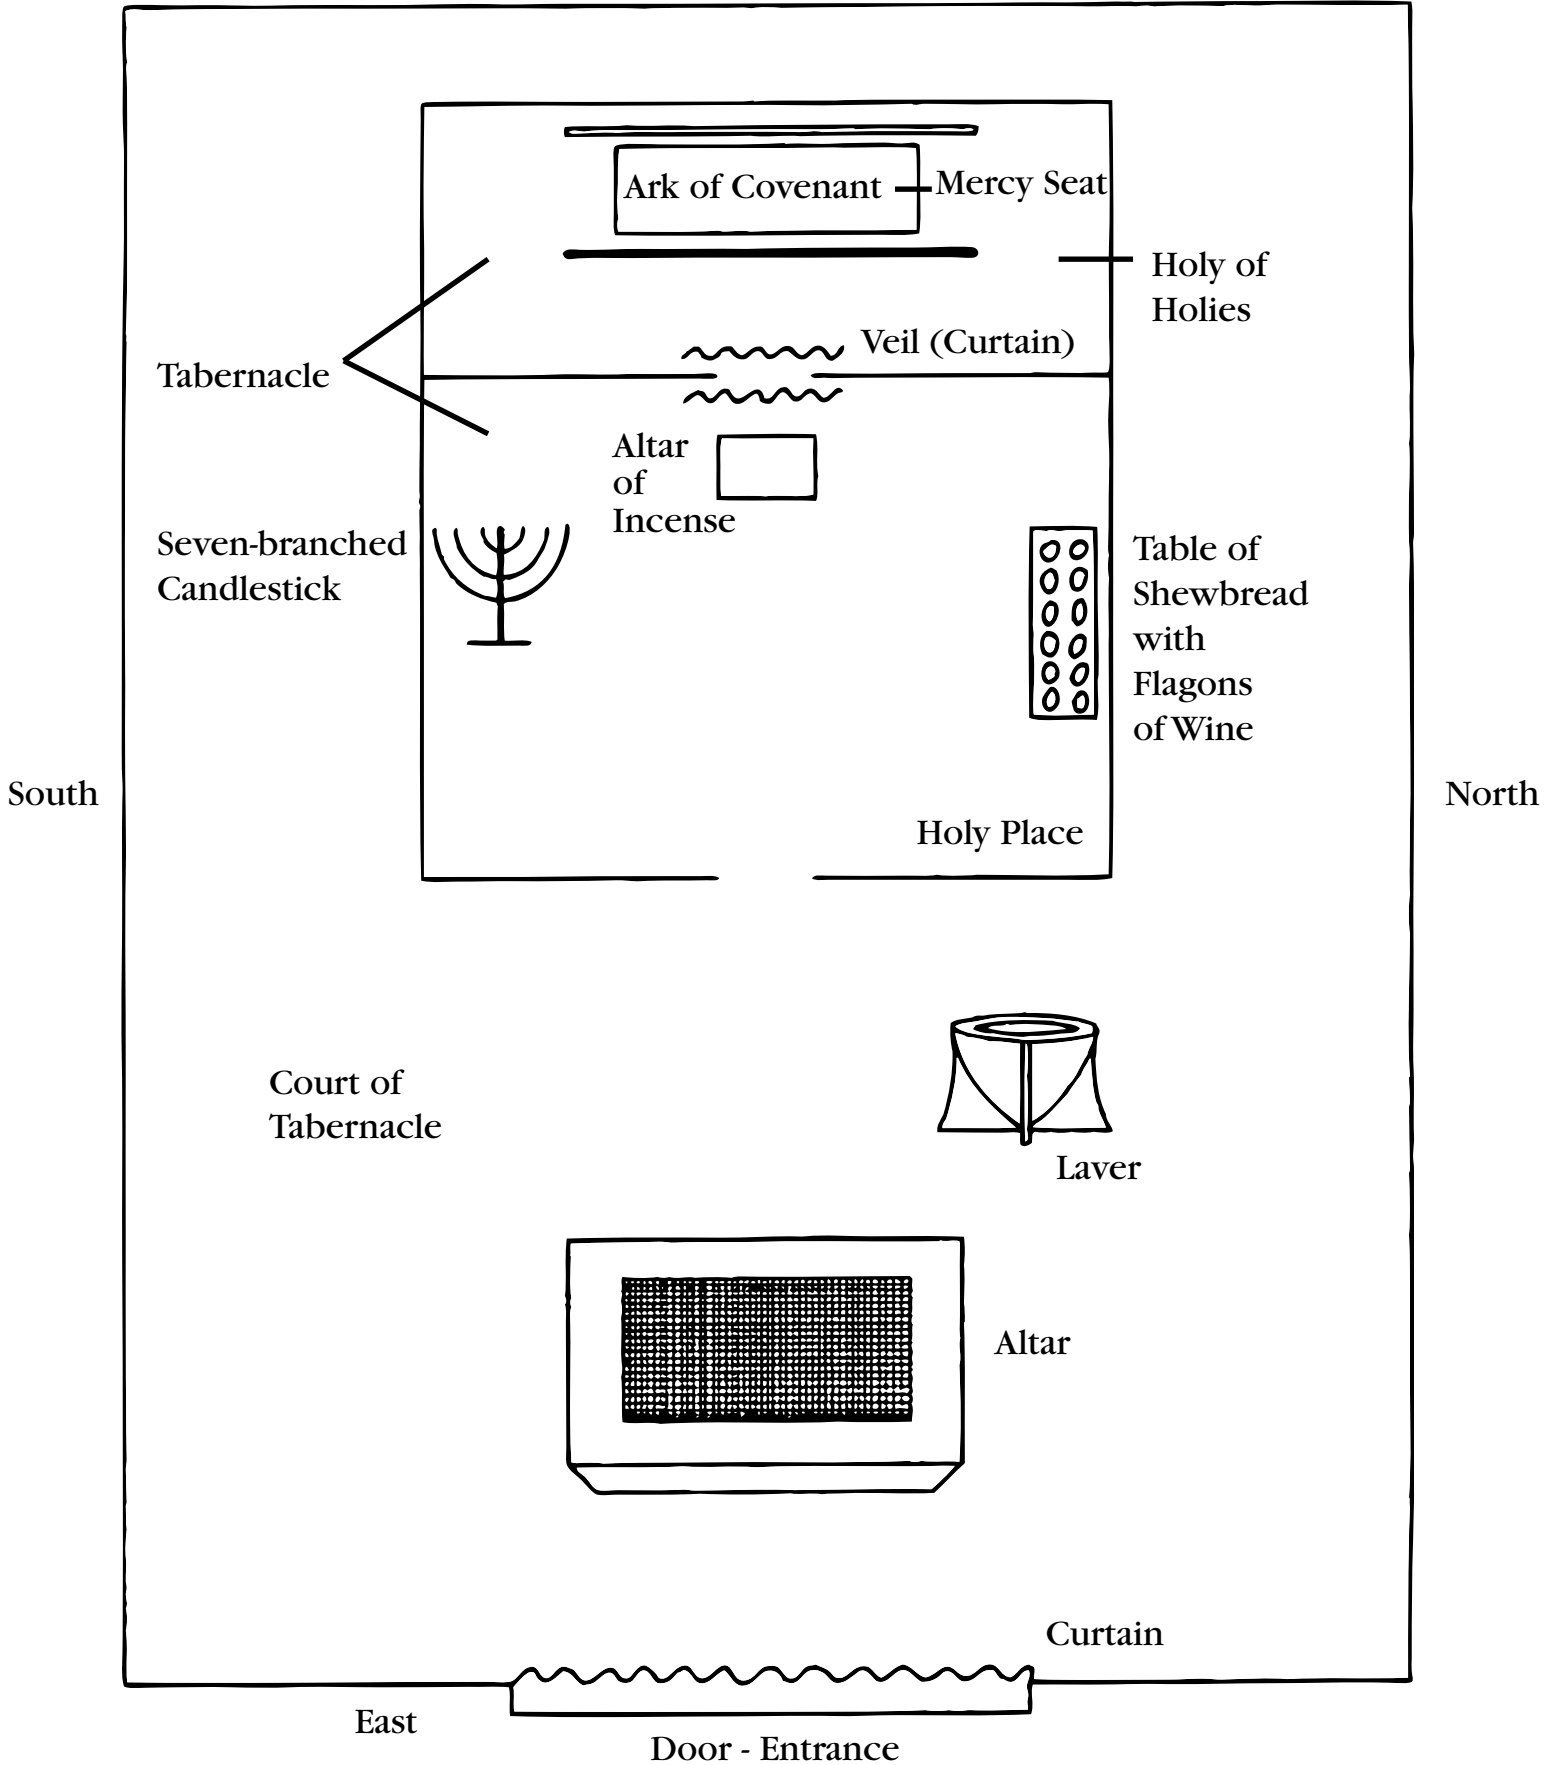 Ark of Covenant
Mercy Seat
Holy of
Holies
Veil (Curtain)
Tabernacle
Altar
of
Incense
Seven-branched
Candlestick
Table of
Shewbread
with
Flagons
of Wine
South
North
Holy Place
Court of
Tabernacle
Laver
Altar
Curtain
East
Door - Entrance